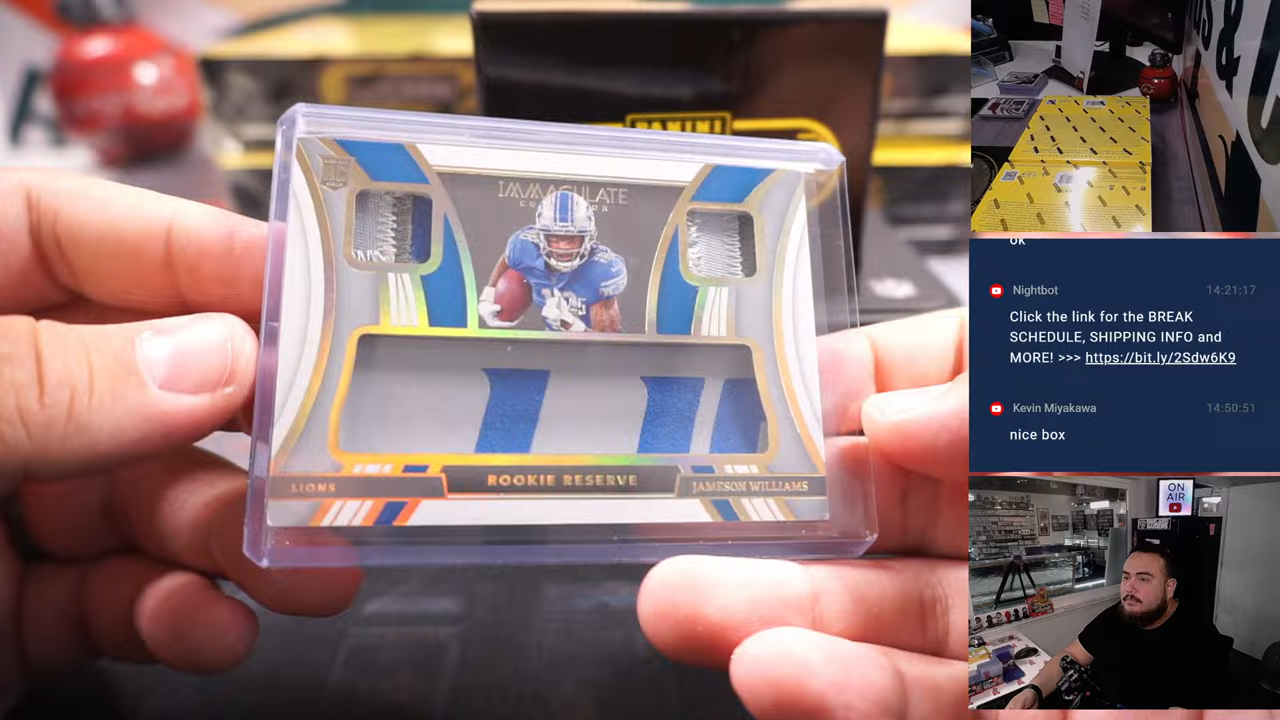 PANINI
IMMACULATE
ROOKIE RESERVE
LIONS
JAMESON WILLIAMS
ok
Nightbot
14:21:17
Click the link for the BREAK
SCHEDULE, SHIPPING INFO and
MORE! >>> https://bit.ly/2Sdw6K9
Kevin Miyakawa
14:50:51
nice box
ON
AIR